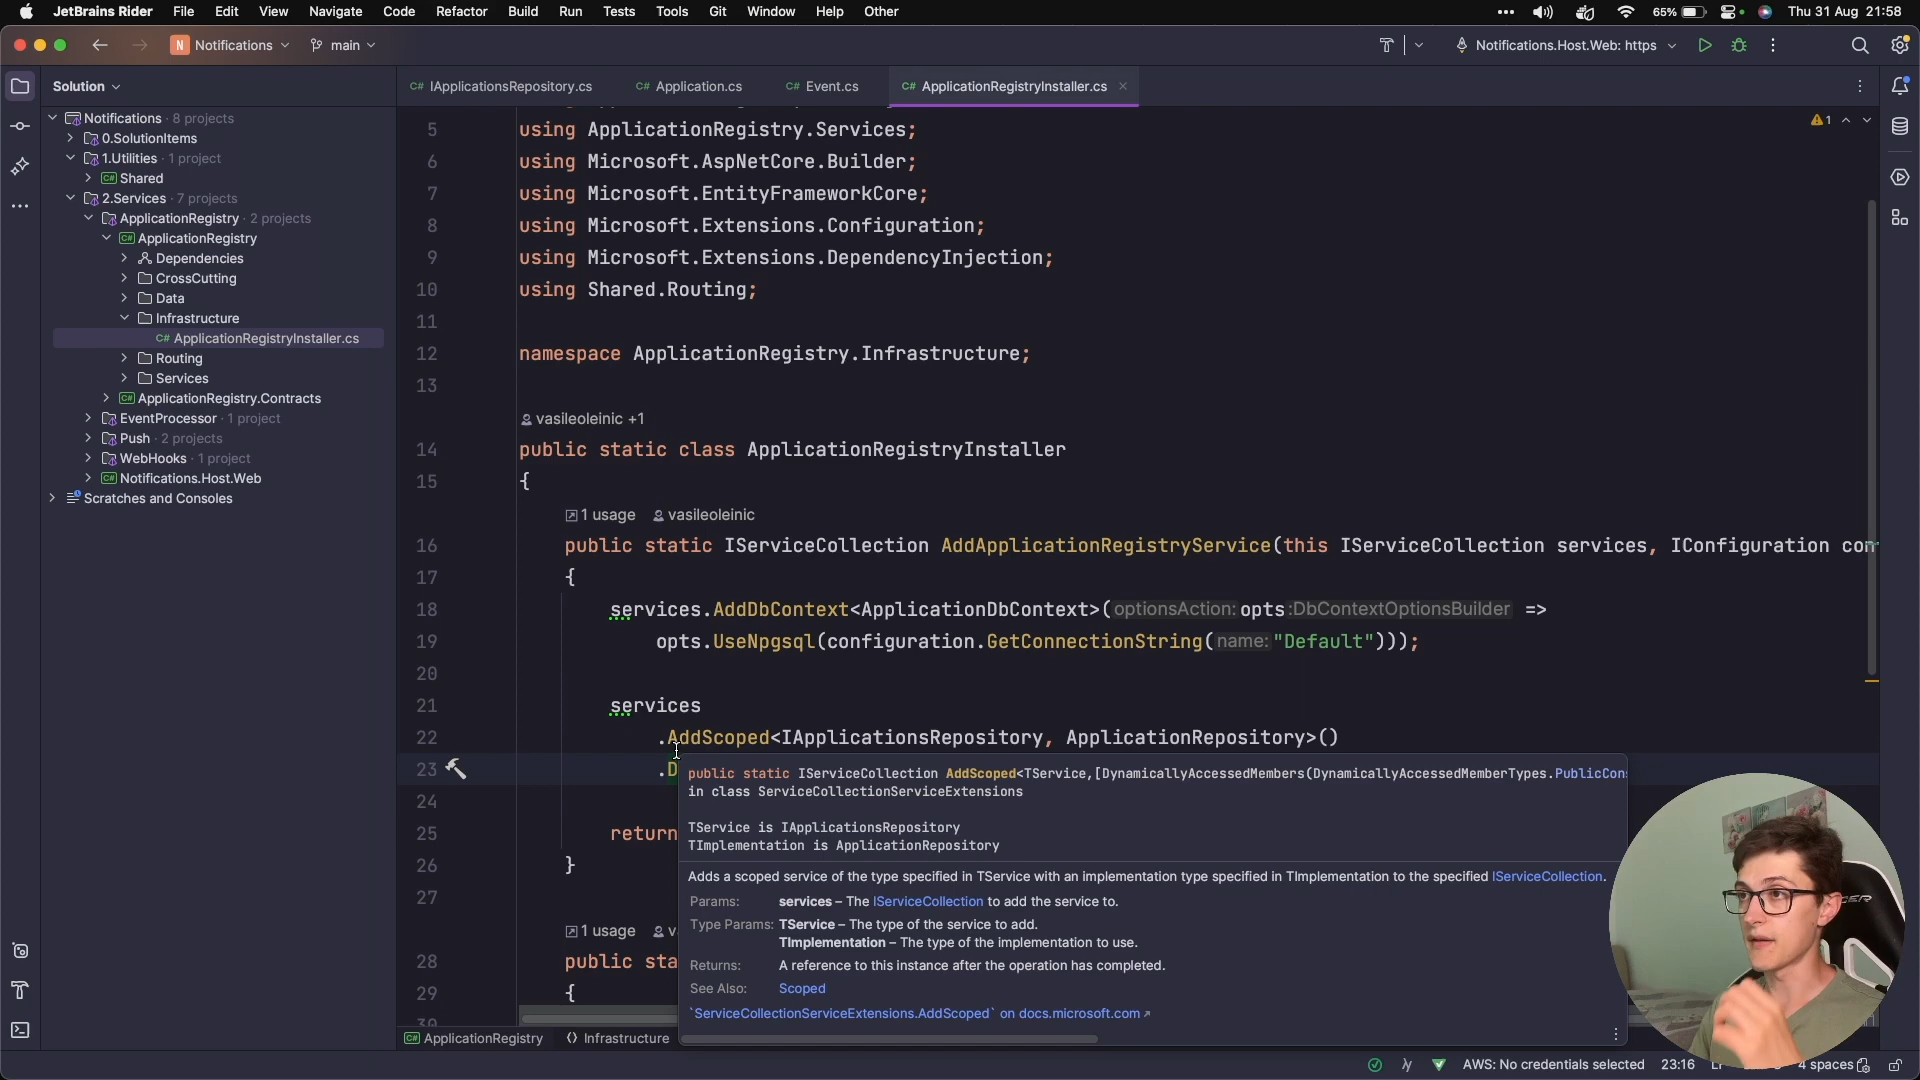 JetBrains Rider File Edit View Navigate Code Refactor Build Run Tests Tools Git Window Help Other 65% Thu 31 Aug 21:58
N Notifications main Notifications.Host.Web: https
Solution
IApplicationsRepository.cs Application.cs Event.cs ApplicationRegistryInstaller.cs
Notifications · 8 projects
0.SolutionItems
1.Utilities · 1 project
C# Shared
2.Services · 7 projects
ApplicationRegistry · 2 projects
C# ApplicationRegistry
Dependencies
CrossCutting
Data
Infrastructure
C# ApplicationRegistryInstaller.cs
Routing
Services
C# ApplicationRegistry.Contracts
EventProcessor · 1 project
Push · 2 projects
WebHooks · 1 project
C# Notifications.Host.Web
Scratches and Consoles
1
5 using ApplicationRegistry.Services;
6 using Microsoft.AspNetCore.Builder;
7 using Microsoft.EntityFrameworkCore;
8 using Microsoft.Extensions.Configuration;
9 using Microsoft.Extensions.DependencyInjection;
10 using Shared.Routing;
11
12 namespace ApplicationRegistry.Infrastructure;
13
vasileoleinic +1
14 public static class ApplicationRegistryInstaller
15 {
1 usage vasileoleinic
16 public static IServiceCollection AddApplicationRegistryService(this IServiceCollection services, IConfiguration con
17 {
18 services.AddDbContext<ApplicationDbContext>(optionsAction: opts:DbContextOptionsBuilder =>
19 opts.UseNpgsql(configuration.GetConnectionString(name: "Default")));
20
21 services
22 .AddScoped<IApplicationsRepository, ApplicationRepository>()
23 .D
24
25 return
26 }
27
1 usage v
28 public sta
29 {
30
public static IServiceCollection AddScoped<TService,[DynamicallyAccessedMembers(DynamicallyAccessedMemberTypes.PublicCons
in class ServiceCollectionServiceExtensions
TService is IApplicationsRepository
TImplementation is ApplicationRepository
Adds a scoped service of the type specified in TService with an implementation type specified in TImplementation to the specified IServiceCollection.
Params: services – The IServiceCollection to add the service to.
Type Params: TService – The type of the service to add.
TImplementation – The type of the implementation to use.
Returns: A reference to this instance after the operation has completed.
See Also: Scoped
`ServiceCollectionServiceExtensions.AddScoped` on docs.microsoft.com
C# ApplicationRegistry Infrastructure
AWS: No credentials selected 23:16 4 spaces